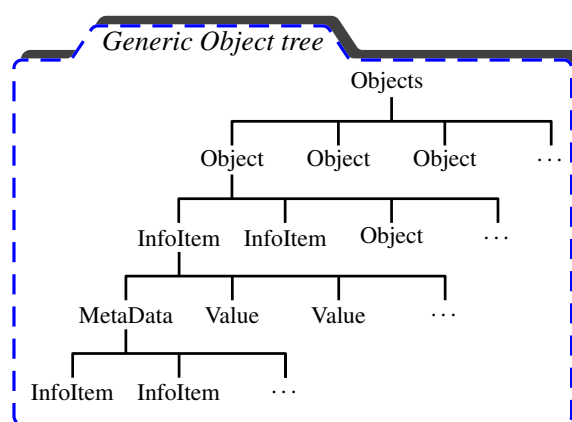 Generic Object tree
Objects
Object Object Object ...
InfoItem InfoItem Object ...
MetaData Value Value ...
InfoItem InfoItem ...